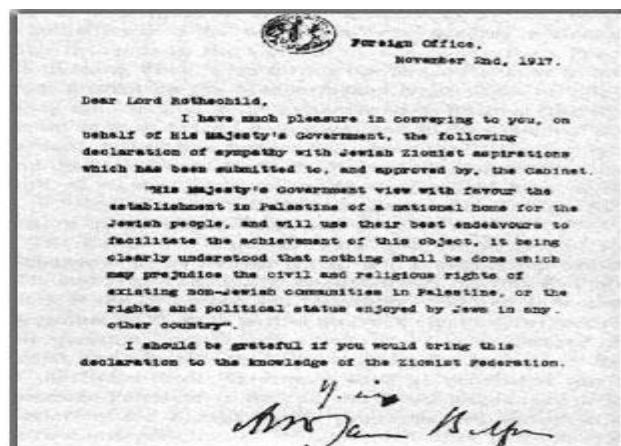 Foreign Office,
November 2nd, 1917.
Dear Lord Rothschild,
I have much pleasure in conveying to you, on
behalf of His Majesty's Government, the following
declaration of sympathy with Jewish Zionist aspirations
which has been submitted to, and approved by, the Cabinet.
"His Majesty's Government view with favour the
establishment in Palestine of a national home for the
Jewish people, and will use their best endeavours to
facilitate the achievement of this object, it being
clearly understood that nothing shall be done which
may prejudice the civil and religious rights of
existing non-Jewish communities in Palestine, or the
rights and political status enjoyed by Jews in any
other country".
I should be grateful if you would bring this
declaration to the knowledge of the Zionist Federation.